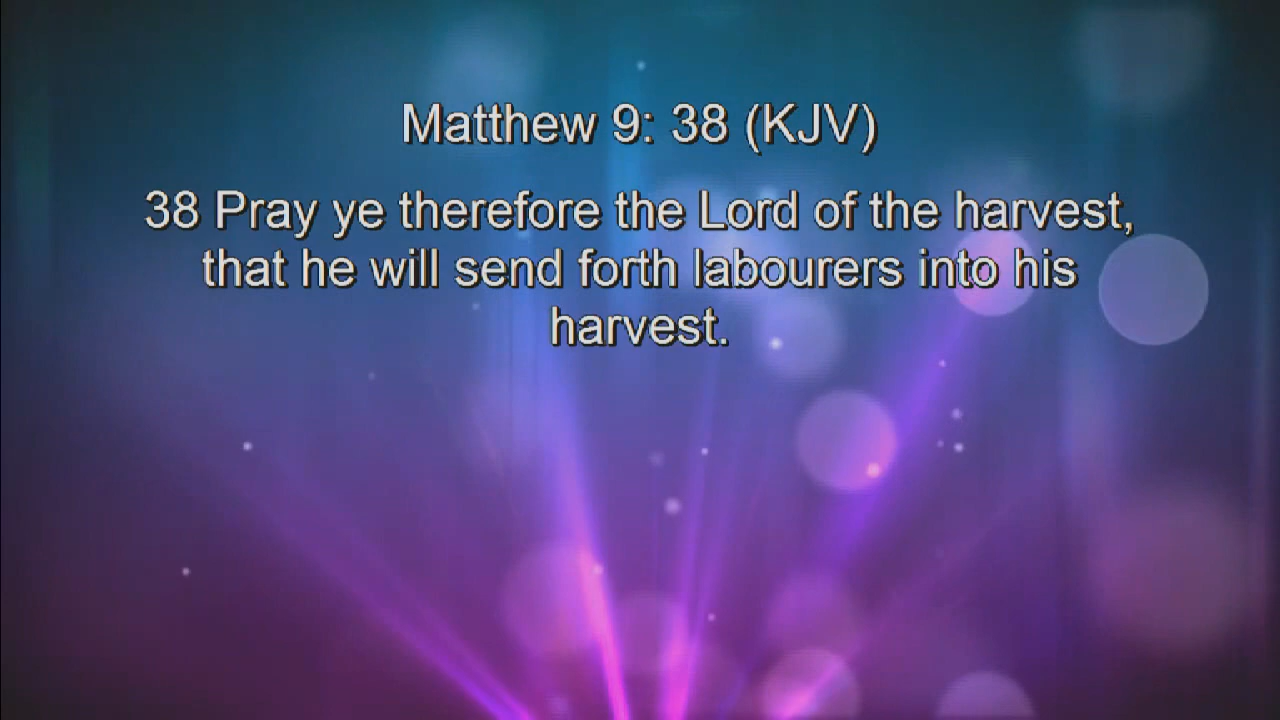 Matthew 9: 38 (KJV)
38 Pray ye therefore the Lord of the harvest,
that he will send forth labourers into his
harvest.